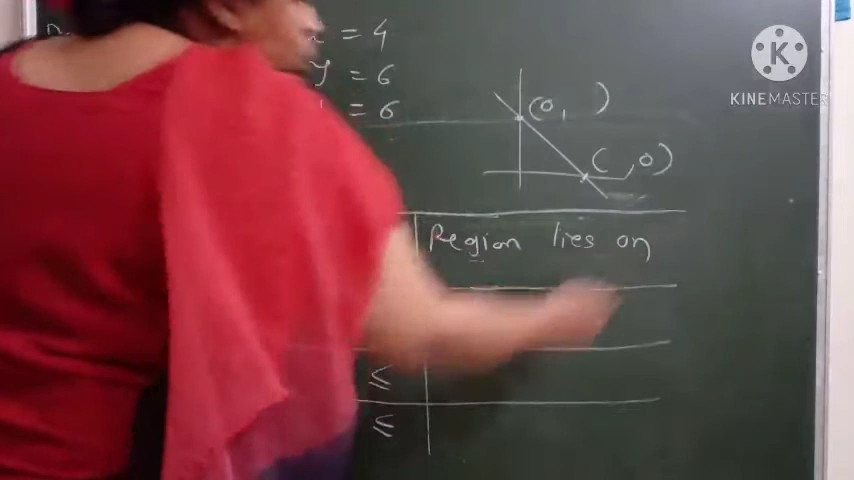 = 4
y = 6
= 6
(0, )
( ,0)
K
KINEMASTER
Region lies on
≤
≤